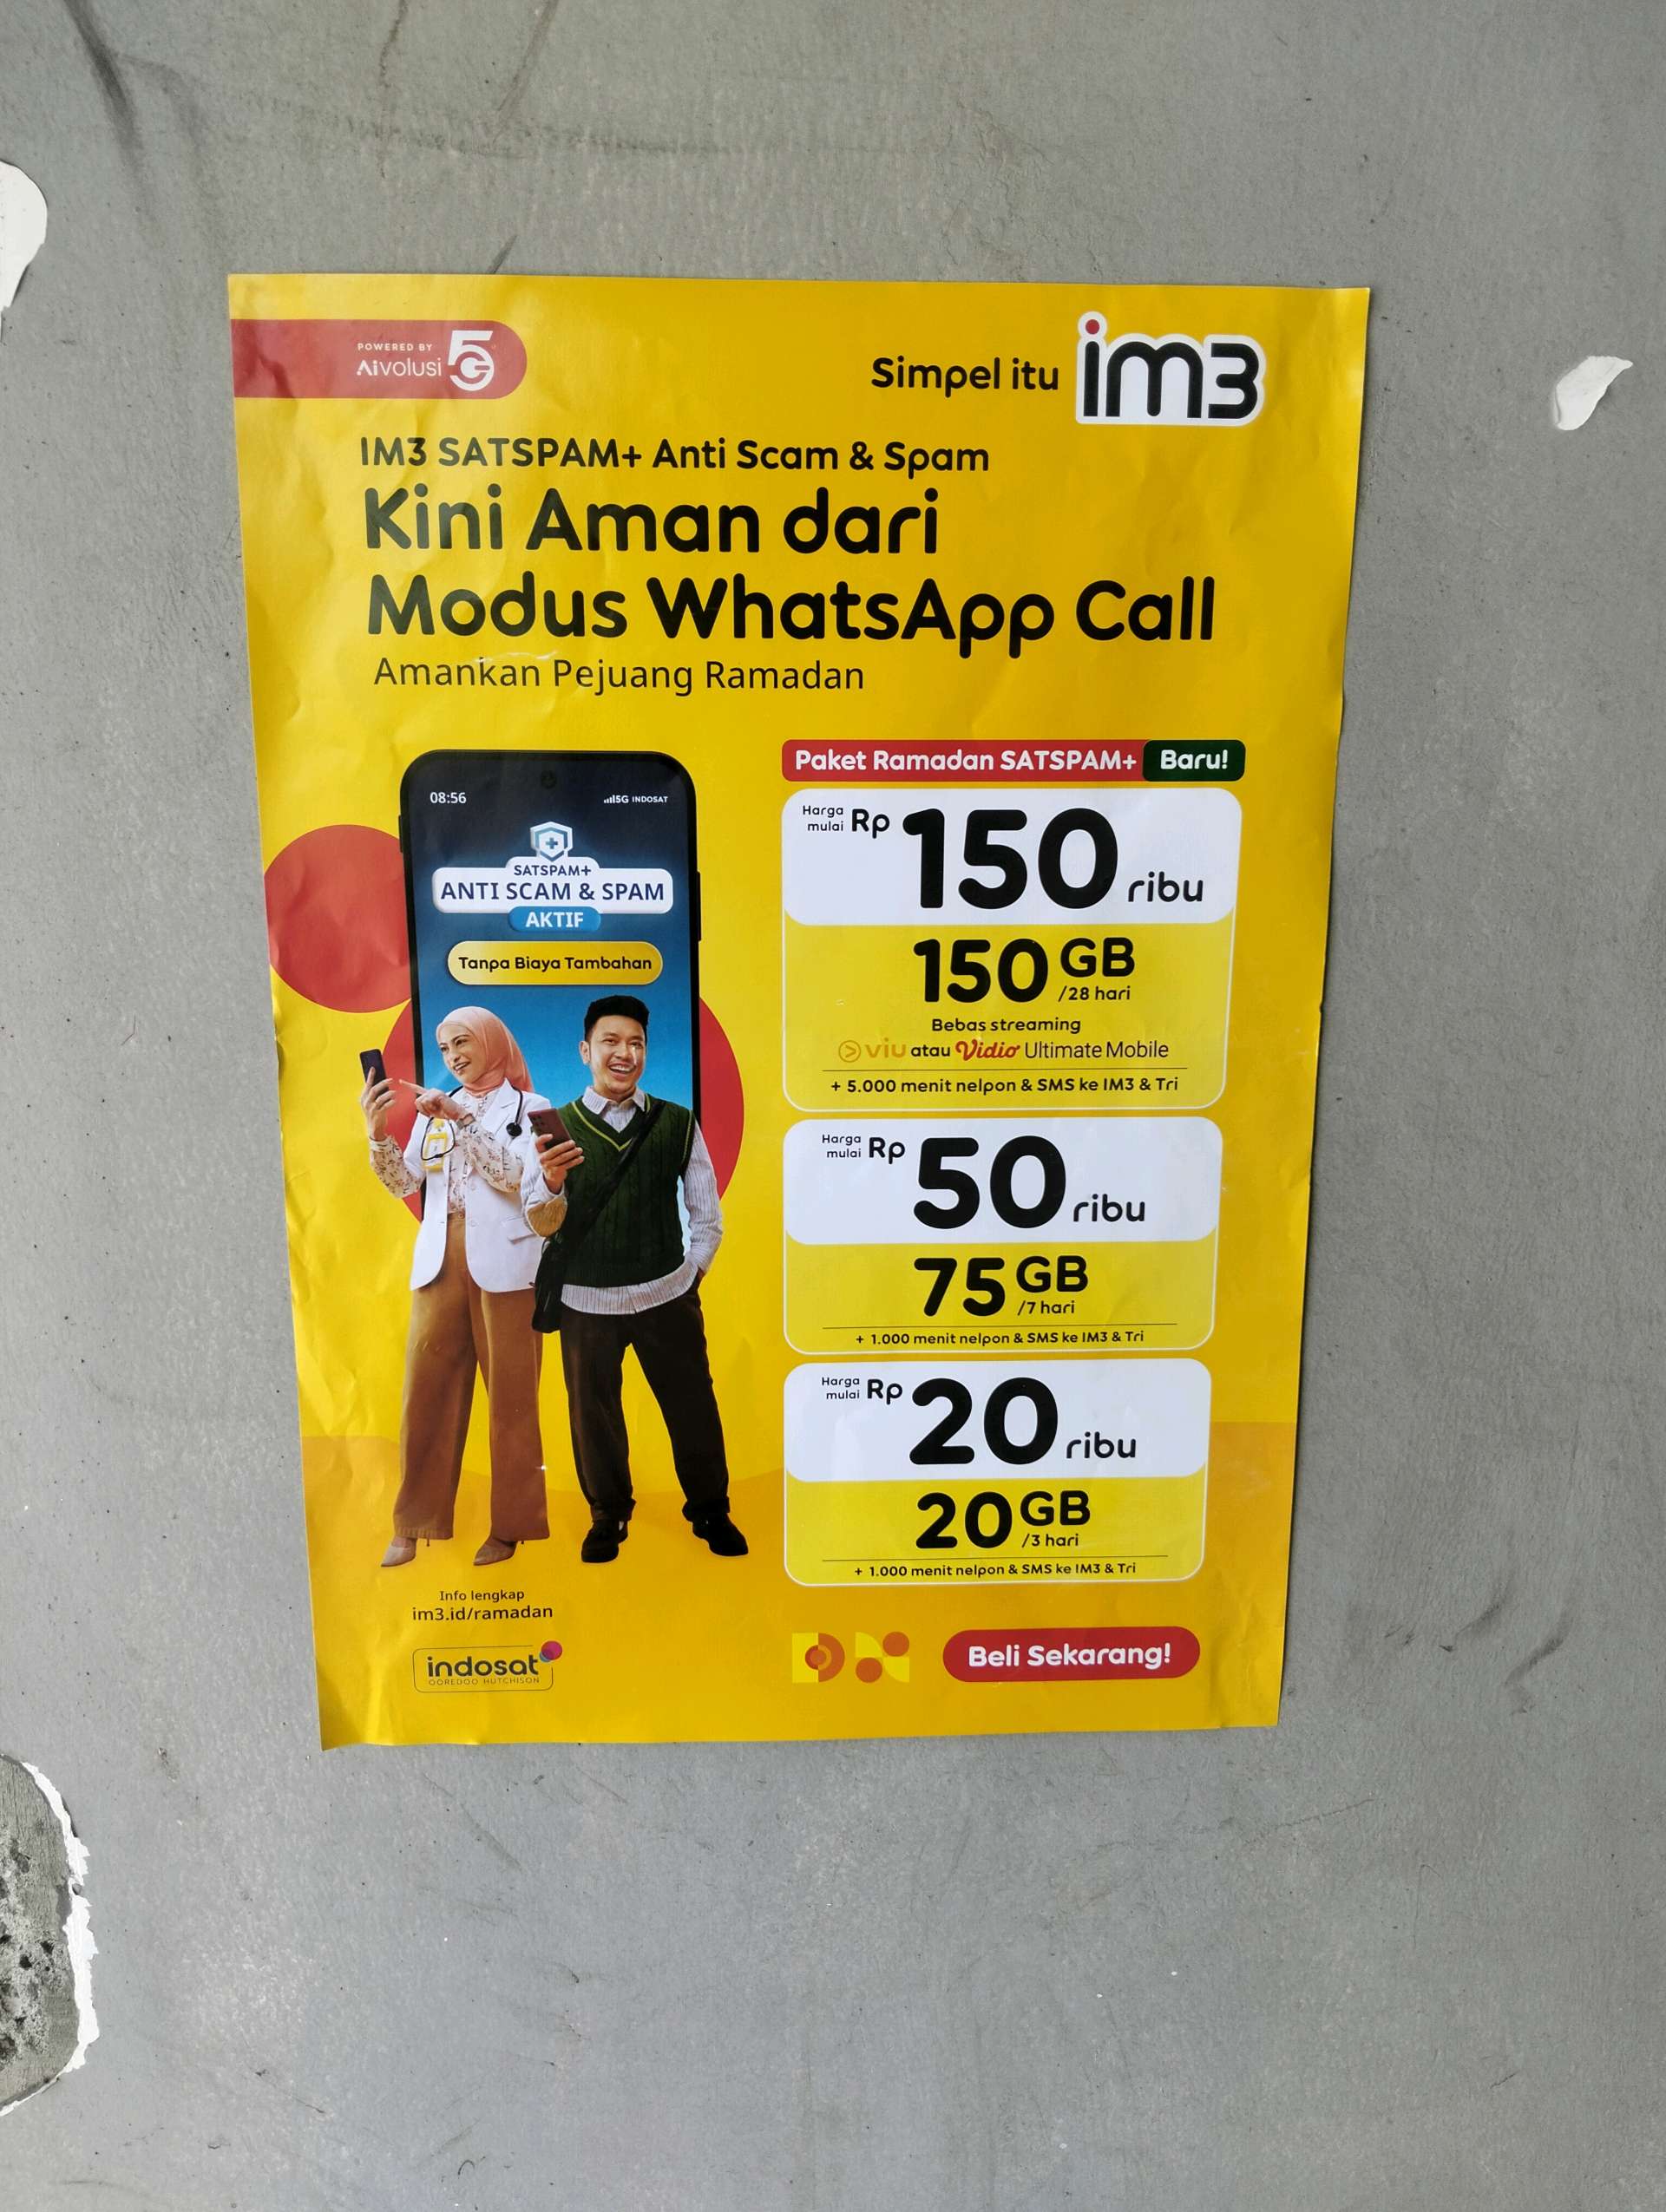 POWERED BY
Aivolusi 5G
Simpel itu im3
IM3 SATSPAM+ Anti Scam & Spam
Kini Aman dari
Modus WhatsApp Call
Amankan Pejuang Ramadan
08:56
5G INDOSAT
SATSPAM+
ANTI SCAM & SPAM
AKTIF
Tanpa Biaya Tambahan
Paket Ramadan SATSPAM+ Baru!
Harga
mulai Rp 150 ribu
150 GB
/28 hari
Bebas streaming
viu atau Vidio Ultimate Mobile
+ 5.000 menit nelpon & SMS ke IM3 & Tri
Harga
mulai Rp 50 ribu
75 GB
/7 hari
+ 1.000 menit nelpon & SMS ke IM3 & Tri
Harga
mulai Rp 20 ribu
20 GB
/3 hari
+ 1.000 menit nelpon & SMS ke IM3 & Tri
Info lengkap
im3.id/ramadan
indosat
OOREDOO HUTCHISON
Beli Sekarang!